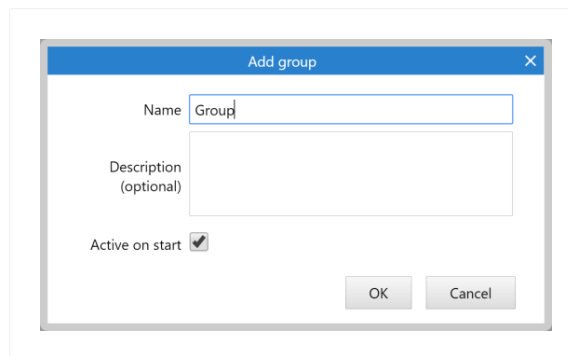 Add group
Name Group
Description
(optional)
Active on start
OK Cancel